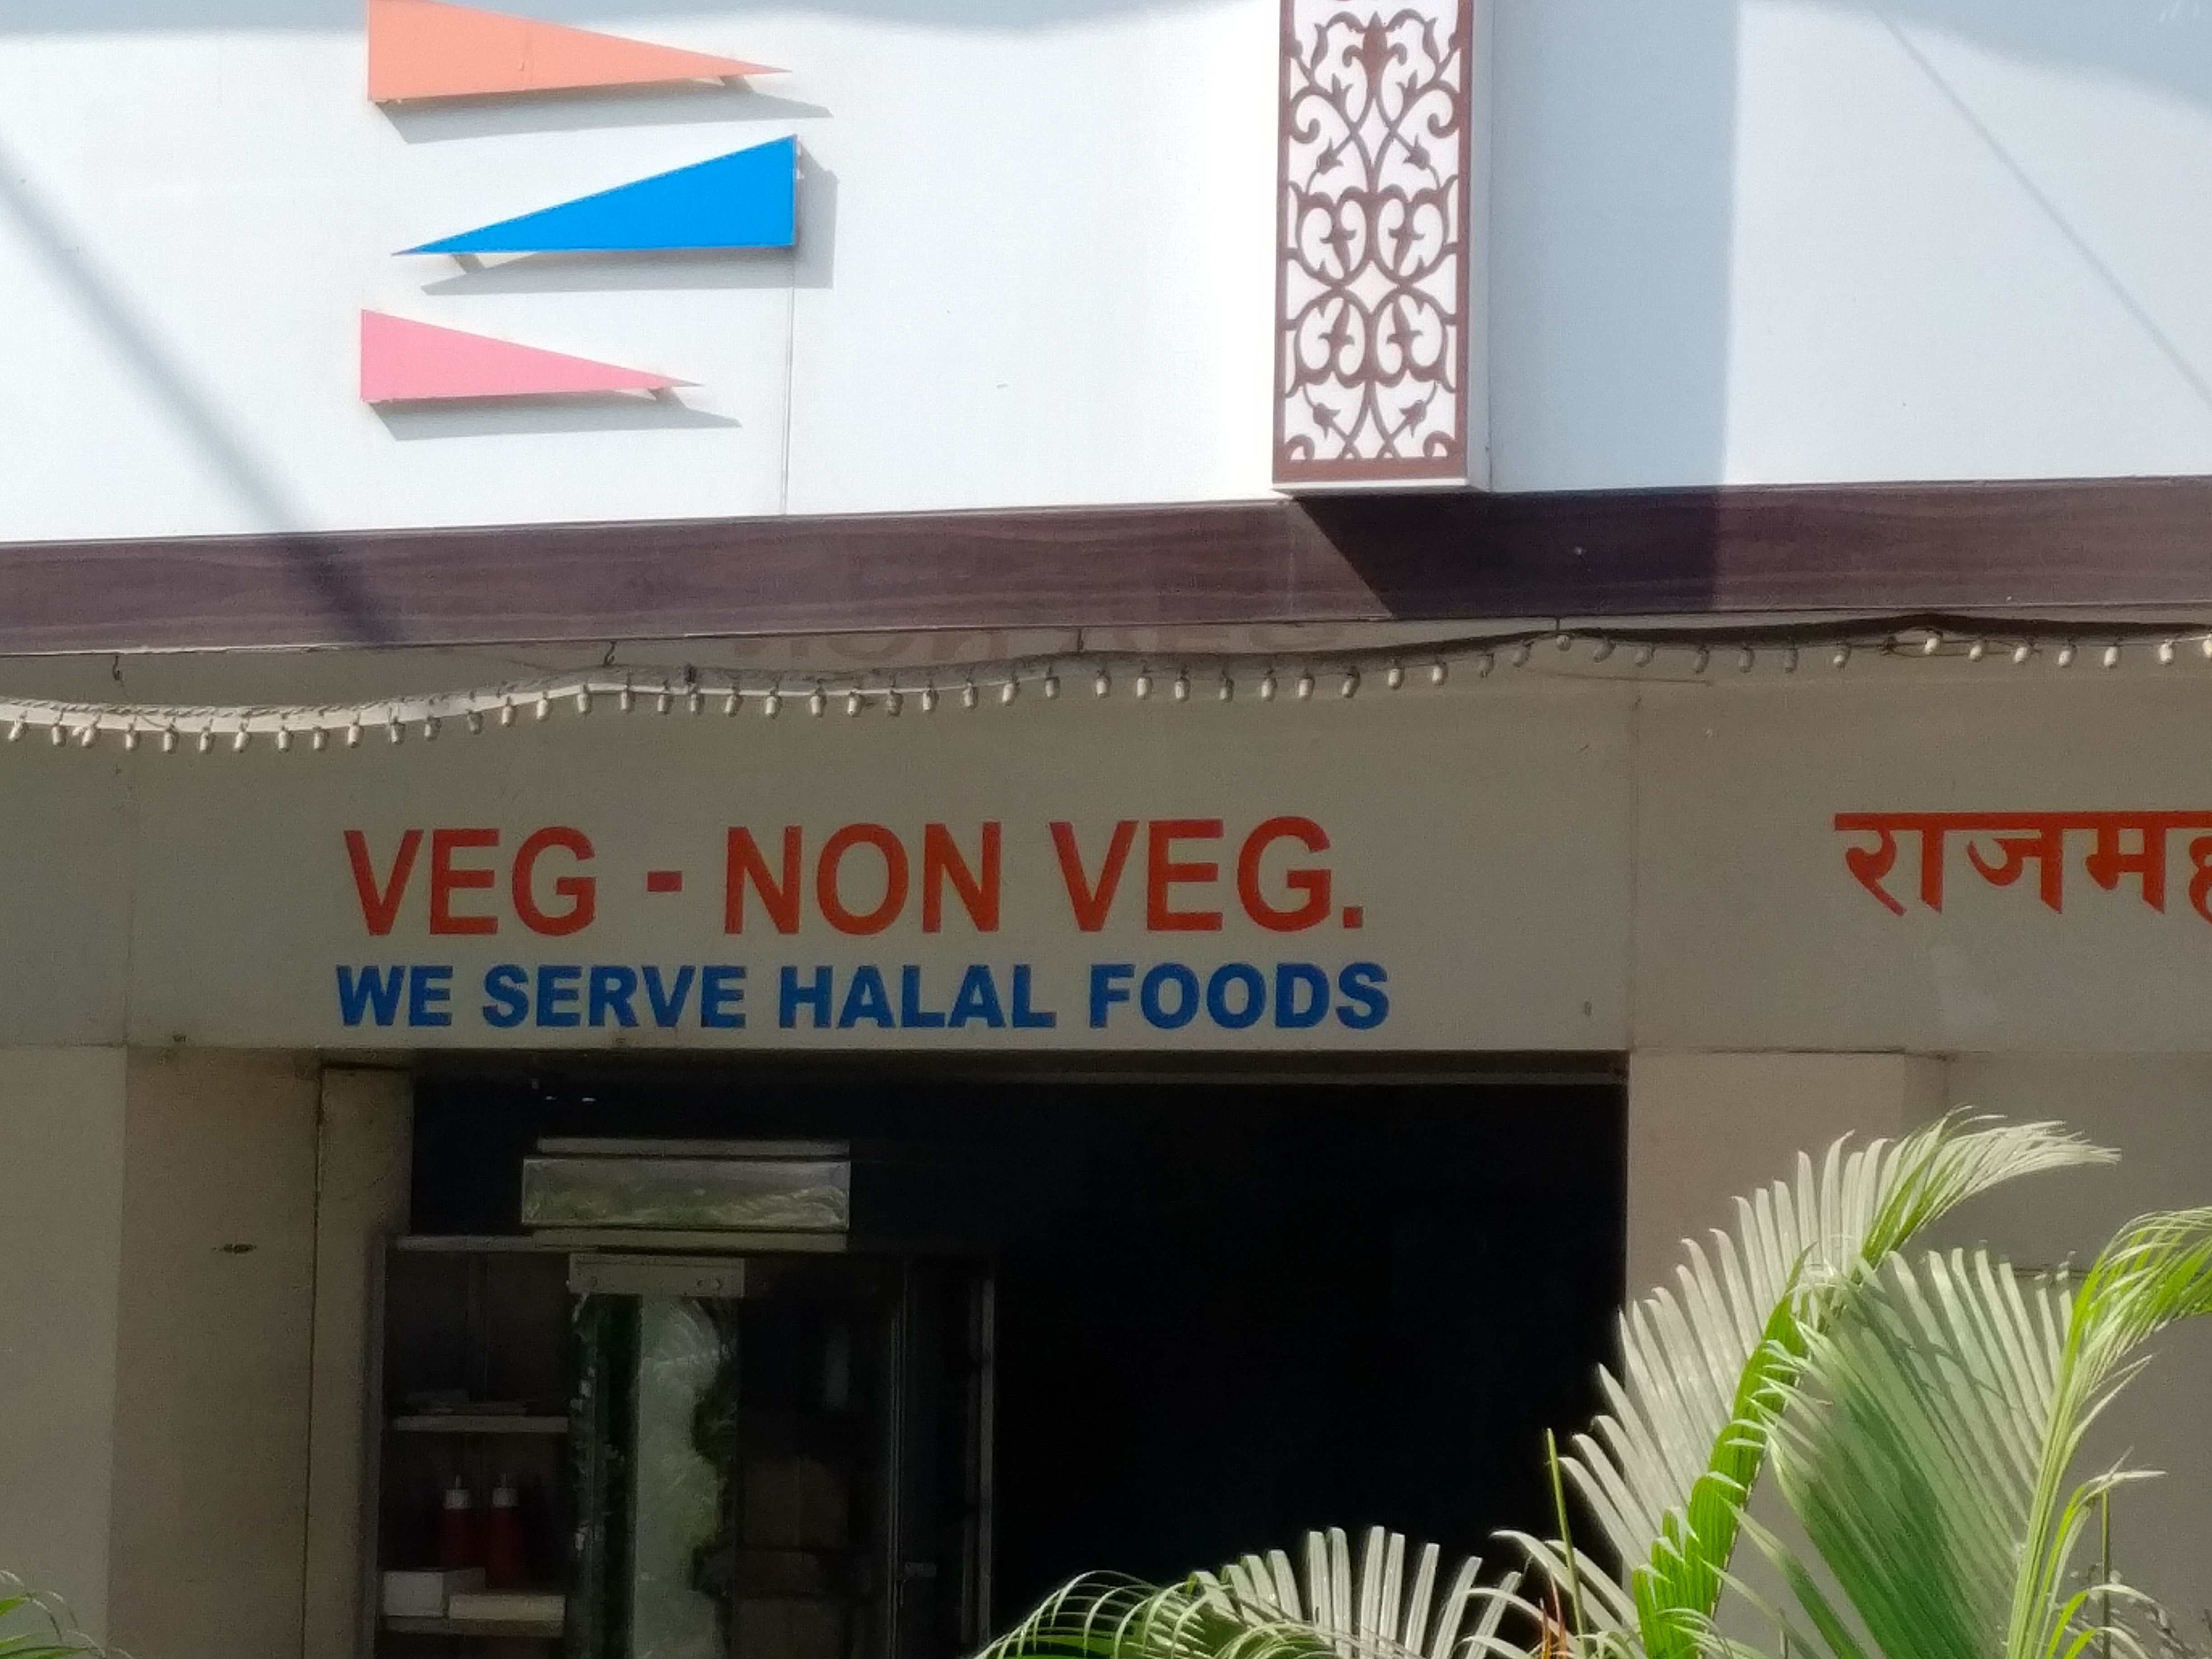 VEG - NON VEG.
WE SERVE HALAL FOODS